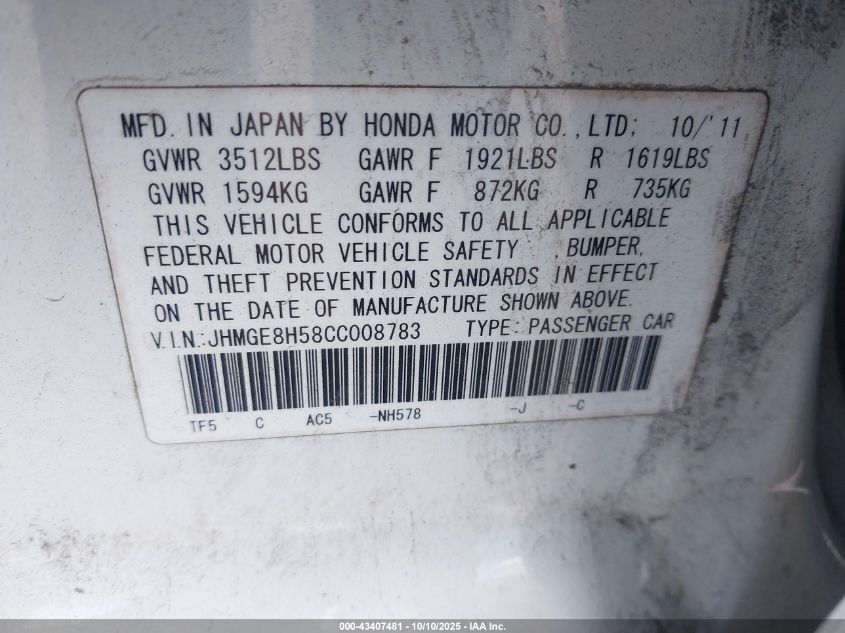 MFD. IN JAPAN BY HONDA MOTOR CO.,LTD; 10/'11
GVWR 3512LBS GAWR F 1921LBS R 1619LBS
GVWR 1594KG GAWR F 872KG R 735KG
THIS VEHICLE CONFORMS TO ALL APPLICABLE
FEDERAL MOTOR VEHICLE SAFETY , BUMPER,
AND THEFT PREVENTION STANDARDS IN EFFECT
ON THE DATE OF MANUFACTURE SHOWN ABOVE.
V.I.N.:JHMGE8H58CC008783 TYPE:PASSENGER CAR
TF5 C AC5 -NH578 -J -C
000-43407481 - 10/10/2025 - IAA Inc.